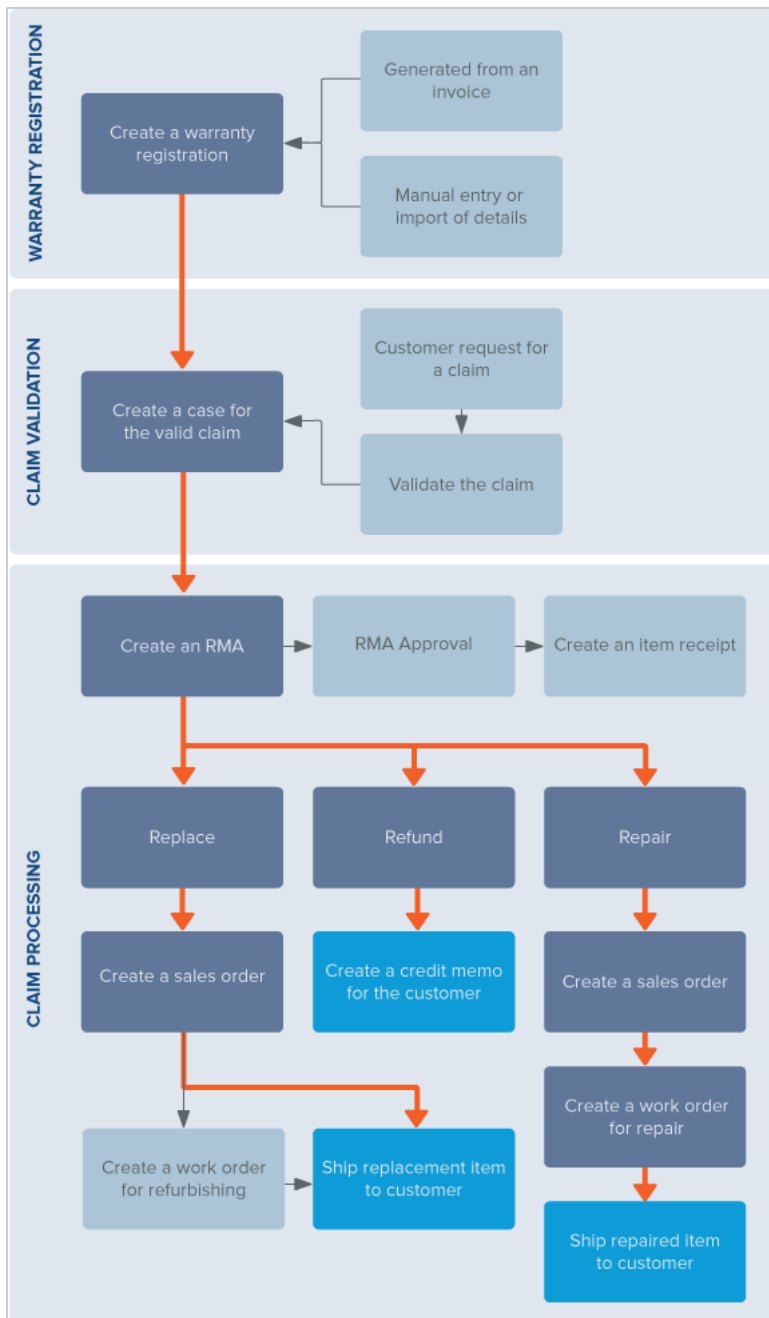 WARRANTY REGISTRATION
Generated from an
invoice
Create a warranty
registration
Manual entry or
import of details
CLAIM VALIDATION
Customer request for
a claim
Create a case for
the valid claim
Validate the claim
CLAIM PROCESSING
Create an RMA
RMA Approval
Create an item receipt
Replace
Refund
Repair
Create a sales order
Create a credit memo
for the customer
Create a sales order
Create a work order
for repair
Create a work order
for refurbishing
Ship replacement item
to customer
Ship repaired item
to customer